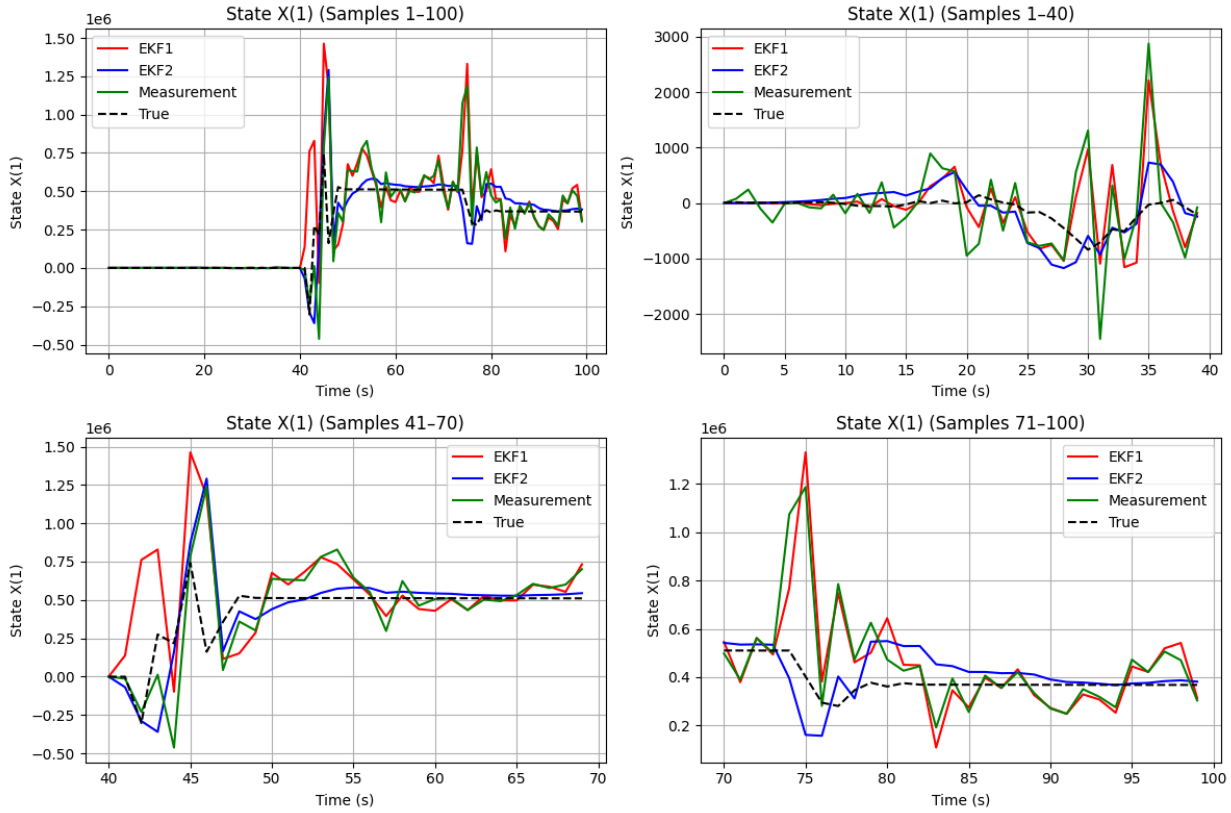 State X(1) (Samples 1–100)
1e6
State X(1)
1.50
1.25
1.00
0.75
0.50
0.25
0.00
−0.25
−0.50
EKF1
EKF2
Measurement
True
0 20 40 60 80 100
Time (s)
State X(1) (Samples 1–40)
State X(1)
3000
2000
1000
0
−1000
−2000
EKF1
EKF2
Measurement
True
0 5 10 15 20 25 30 35 40
Time (s)
State X(1) (Samples 41–70)
1e6
State X(1)
1.50
1.25
1.00
0.75
0.50
0.25
0.00
−0.25
−0.50
EKF1
EKF2
Measurement
True
40 45 50 55 60 65 70
Time (s)
State X(1) (Samples 71–100)
1e6
State X(1)
1.2
1.0
0.8
0.6
0.4
0.2
EKF1
EKF2
Measurement
True
70 75 80 85 90 95 100
Time (s)